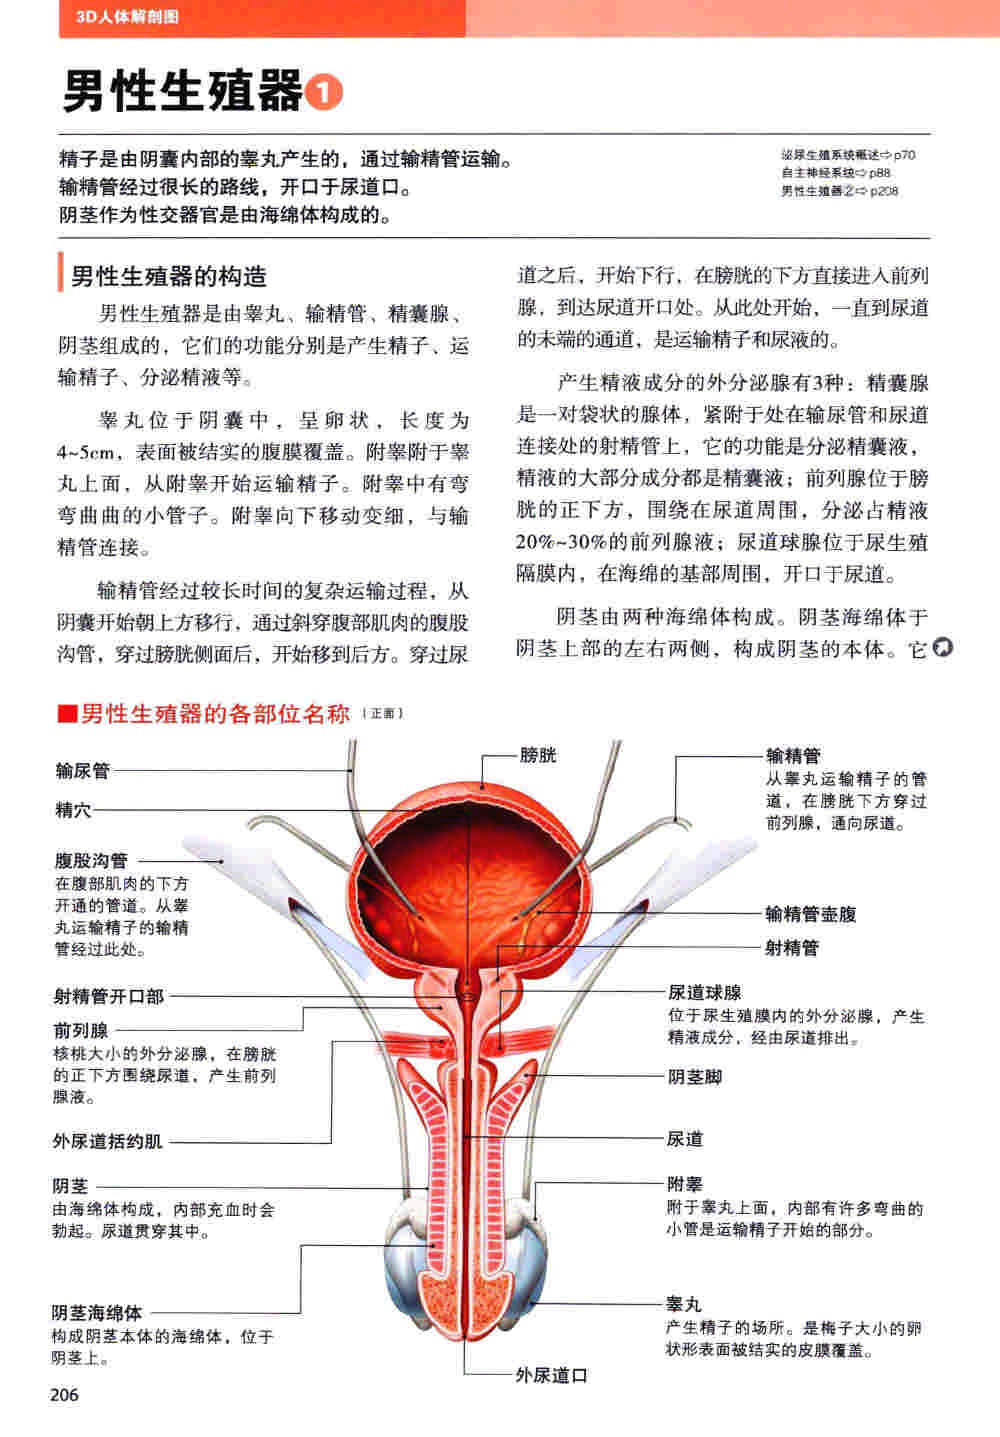 3D人体解剖图
男性生殖器❶
精子是由阴囊内部的睾丸产生的，通过输精管运输。
输精管经过很长的路线，开口于尿道口。
阴茎作为性交器官是由海绵体构成的。
泌尿生殖系统概述⇨p70
自主神经系统⇨p88
男性生殖器②⇨p208
男性生殖器的构造
男性生殖器是由睾丸、输精管、精囊腺、
阴茎组成的，它们的功能分别是产生精子、运
输精子、分泌精液等。
睾丸位于阴囊中，呈卵状，长度为
4~5cm，表面被结实的腹膜覆盖。附睾附于睾
丸上面，从附睾开始运输精子。附睾中有弯
弯曲曲的小管子。附睾向下移动变细，与输
精管连接。
输精管经过较长时间的复杂运输过程，从
阴囊开始朝上方移行，通过斜穿腹部肌肉的腹股
沟管，穿过膀胱侧面后，开始移到后方。穿过尿
道之后，开始下行，在膀胱的下方直接进入前列
腺，到达尿道开口处。从此处开始，一直到尿道
的末端的通道，是运输精子和尿液的。
产生精液成分的外分泌腺有3种：精囊腺
是一对袋状的腺体，紧附于处在输尿管和尿道
连接处的射精管上，它的功能是分泌精囊液，
精液的大部分成分都是精囊液；前列腺位于膀
胱的正下方，围绕在尿道周围，分泌占精液
20%~30%的前列腺液；尿道球腺位于尿生殖
隔膜内，在海绵的基部周围，开口于尿道。
阴茎由两种海绵体构成。阴茎海绵体于
阴茎上部的左右两侧，构成阴茎的本体。它
■男性生殖器的各部位名称（正面）
输尿管
精穴
腹股沟管
在腹部肌肉的下方
开通的管道。从睾
丸运输精子的输精
管经过此处。
射精管开口部
前列腺
核桃大小的外分泌腺，在膀胱
的正下方围绕尿道，产生前列
腺液。
外尿道括约肌
阴茎
由海绵体构成，内部充血时会
勃起。尿道贯穿其中。
阴茎海绵体
构成阴茎本体的海绵体，位于
阴茎上。
膀胱
输精管
从睾丸运输精子的管
道，在膀胱下方穿过
前列腺，通向尿道。
输精管壶腹
射精管
尿道球腺
位于尿生殖膜内的外分泌腺，产生
精液成分，经由尿道排出。
阴茎脚
尿道
附睾
附于睾丸上面，内部有许多弯曲的
小管是运输精子开始的部分。
睾丸
产生精子的场所。是梅子大小的卵
状形表面被结实的皮膜覆盖。
外尿道口
206